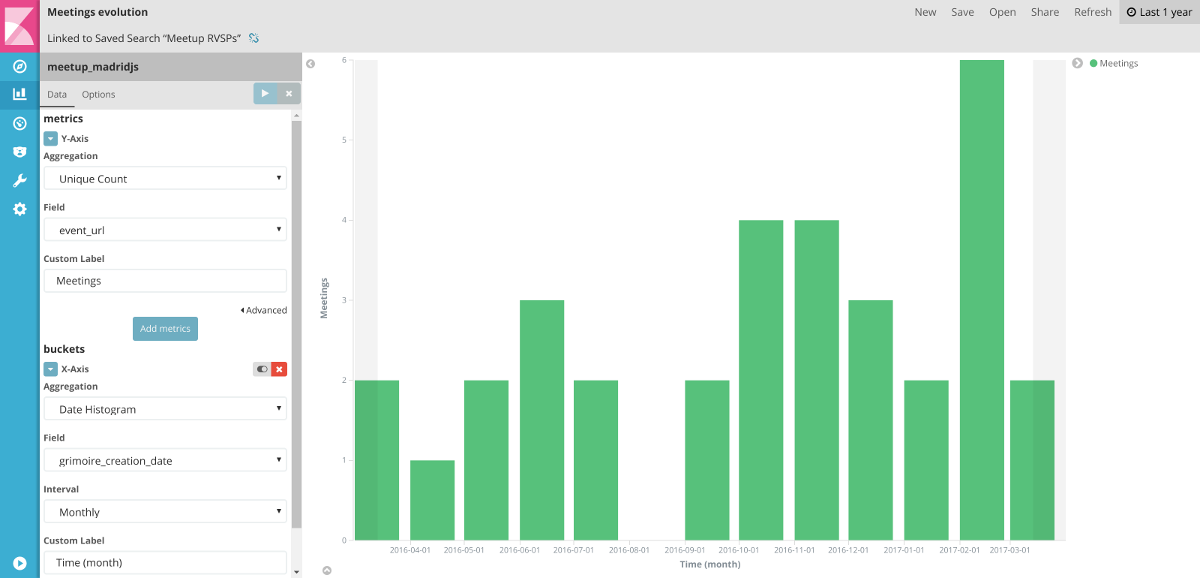 Meetings evolution
New Save Open Share Refresh Last 1 year
Linked to Saved Search “Meetup RVSPs”
meetup_madridjs
Data Options
metrics
Y-Axis
Aggregation
Unique Count
Field
event_url
Custom Label
Meetings
Advanced
Add metrics
buckets
X-Axis
Aggregation
Date Histogram
Field
grimoire_creation_date
Interval
Monthly
Custom Label
Time (month)
Meetings
6
5
4
3
2
1
0
Meetings
2016-04-01 2016-05-01 2016-06-01 2016-07-01 2016-08-01 2016-09-01 2016-10-01 2016-11-01 2016-12-01 2017-01-01 2017-02-01 2017-03-01
Time (month)